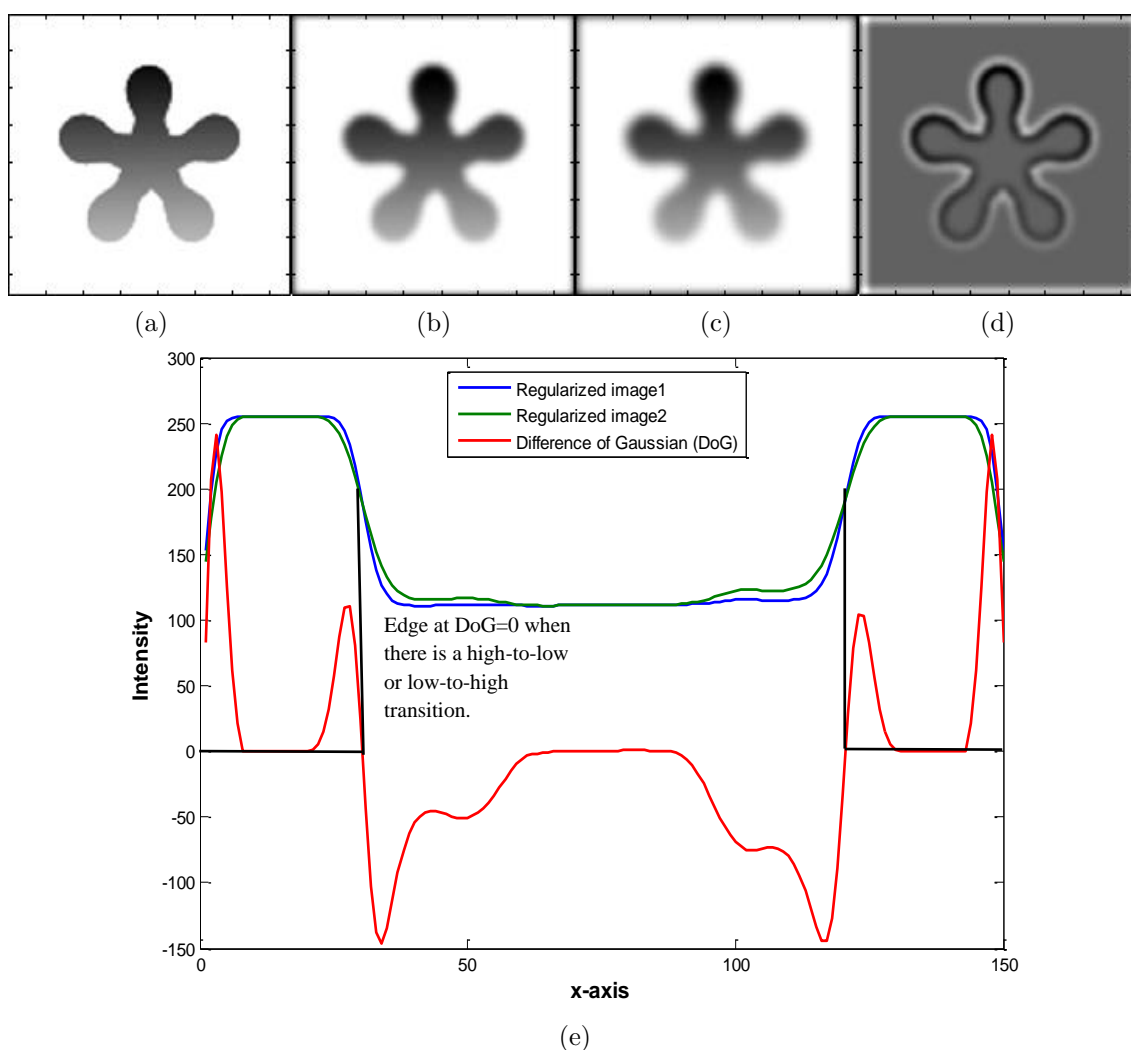 (a) (b) (c) (d)
300
250
200
150
100
50
0
-50
-100
-150
Intensity
Regularized image1
Regularized image2
Difference of Gaussian (DoG)
Edge at DoG=0 when
there is a high-to-low
or low-to-high
transition.
0 50 100 150
x-axis
(e)